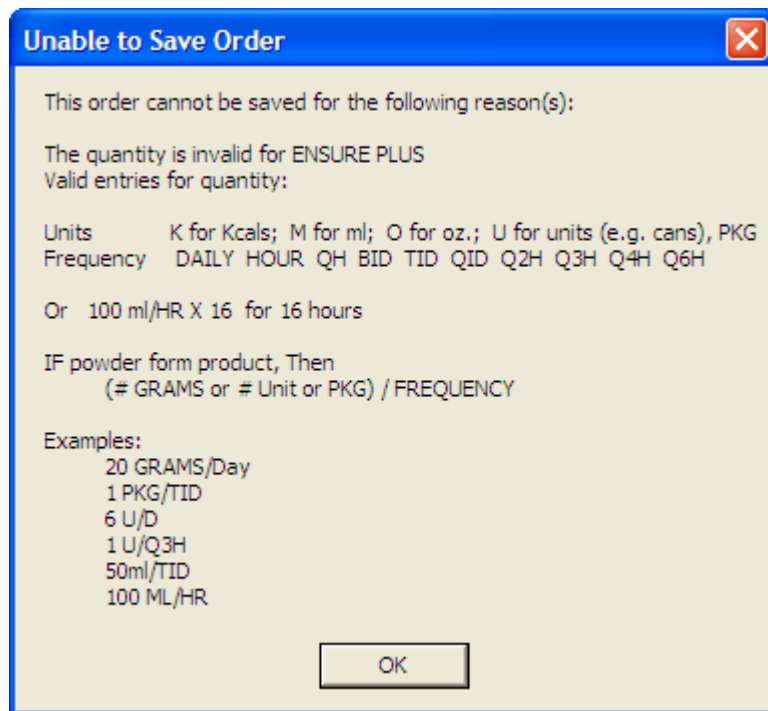 Unable to Save Order
This order cannot be saved for the following reason(s):
The quantity is invalid for ENSURE PLUS
Valid entries for quantity:
Units K for Kcals; M for ml; O for oz.; U for units (e.g. cans), PKG
Frequency DAILY HOUR QH BID TID QID Q2H Q3H Q4H Q6H
Or 100 ml/HR X 16 for 16 hours
IF powder form product, Then
(# GRAMS or # Unit or PKG) / FREQUENCY
Examples:
20 GRAMS/Day
1 PKG/TID
6 U/D
1 U/Q3H
50ml/TID
100 ML/HR
OK